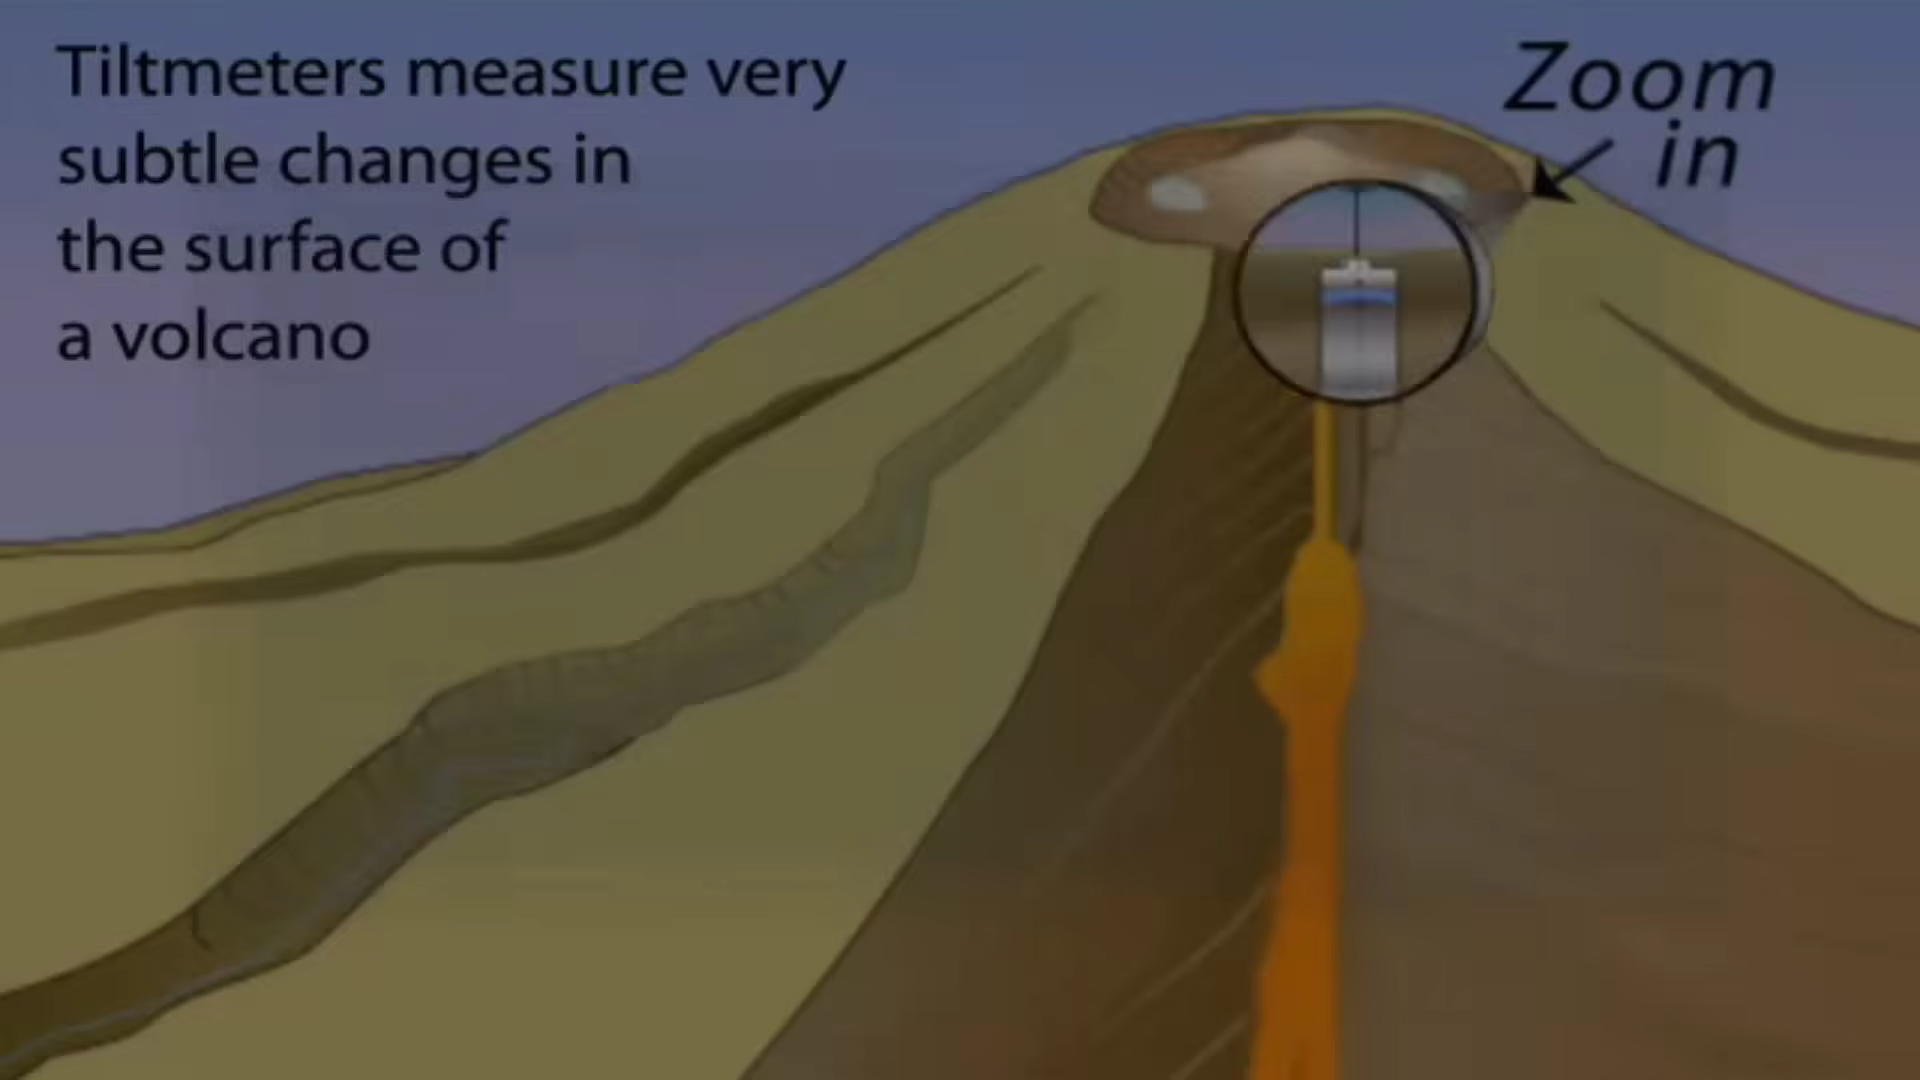 Tiltmeters measure very
subtle changes in
the surface of
a volcano
Zoom
in